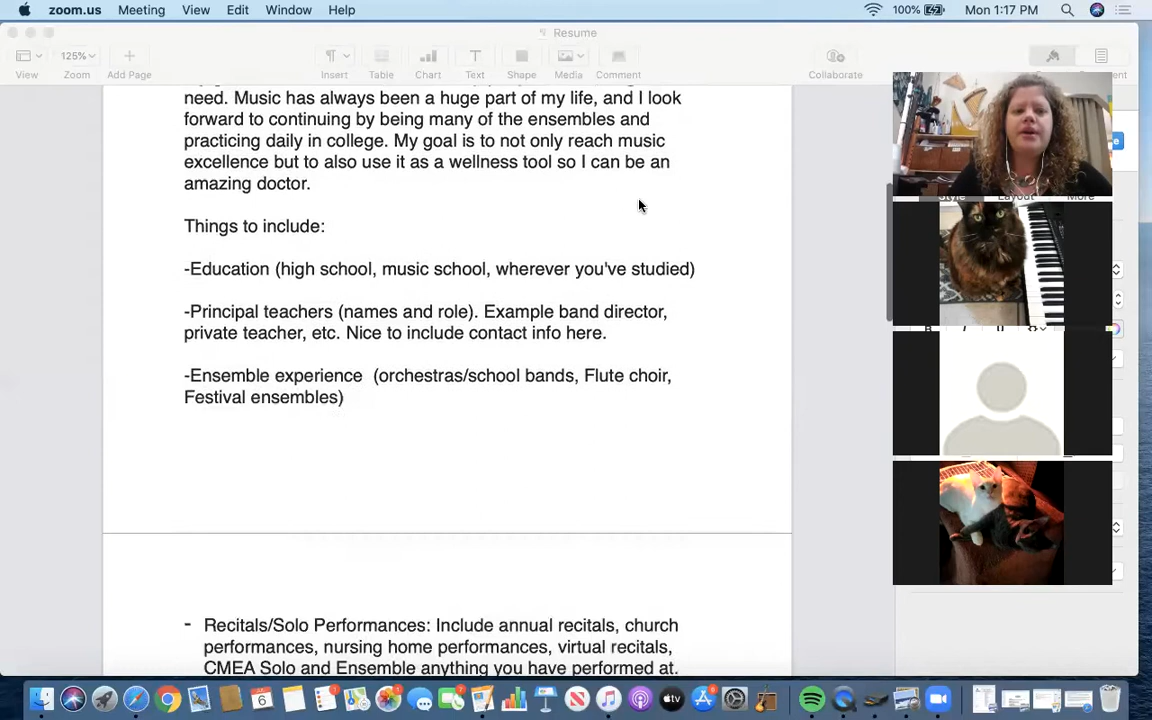 zoom.us Meeting View Edit Window Help 100% Mon 1:17 PM
Resume
125%
View Zoom Add Page Insert Table Chart Text Shape Media Comment Collaborate
need. Music has always been a huge part of my life, and I look
forward to continuing by being many of the ensembles and
practicing daily in college. My goal is to not only reach music
excellence but to also use it as a wellness tool so I can be an
amazing doctor.
Things to include:
-Education (high school, music school, wherever you've studied)
-Principal teachers (names and role). Example band director,
private teacher, etc. Nice to include contact info here.
-Ensemble experience (orchestras/school bands, Flute choir,
Festival ensembles)
- Recitals/Solo Performances: Include annual recitals, church
performances, nursing home performances, virtual recitals,
CMEA Solo and Ensemble anything you have performed at.
Style Layout More